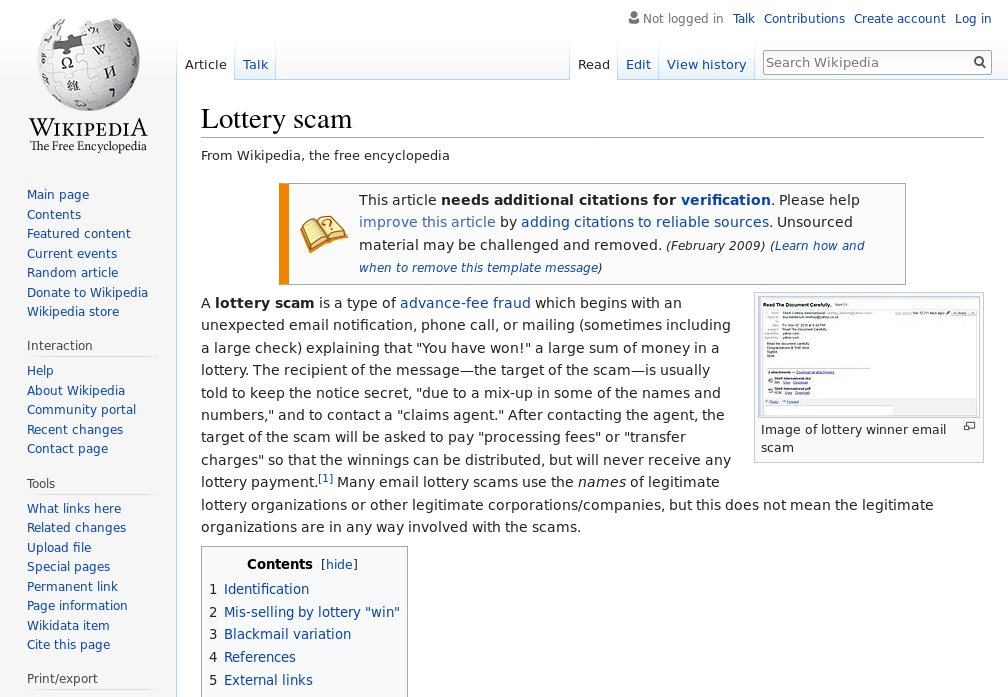 Not logged in Talk Contributions Create account Log in
Article Talk Read Edit View history Search Wikipedia
WIKIPEDIA
The Free Encyclopedia
Main page
Contents
Featured content
Current events
Random article
Donate to Wikipedia
Wikipedia store
Interaction
Help
About Wikipedia
Community portal
Recent changes
Contact page
Tools
What links here
Related changes
Upload file
Special pages
Permanent link
Page information
Wikidata item
Cite this page
Print/export
Lottery scam
From Wikipedia, the free encyclopedia
This article needs additional citations for verification. Please help
improve this article by adding citations to reliable sources. Unsourced
material may be challenged and removed. (February 2009) (Learn how and
when to remove this template message)
A lottery scam is a type of advance-fee fraud which begins with an
unexpected email notification, phone call, or mailing (sometimes including
a large check) explaining that "You have won!" a large sum of money in a
lottery. The recipient of the message—the target of the scam—is usually
told to keep the notice secret, "due to a mix-up in some of the names and
numbers," and to contact a "claims agent." After contacting the agent, the
target of the scam will be asked to pay "processing fees" or "transfer
charges" so that the winnings can be distributed, but will never receive any
lottery payment.[1] Many email lottery scams use the names of legitimate
lottery organizations or other legitimate corporations/companies, but this does not mean the legitimate
organizations are in any way involved with the scams.
Read The Document Carefully.
Image of lottery winner email
scam
Contents [hide]
1 Identification
2 Mis-selling by lottery "win"
3 Blackmail variation
4 References
5 External links